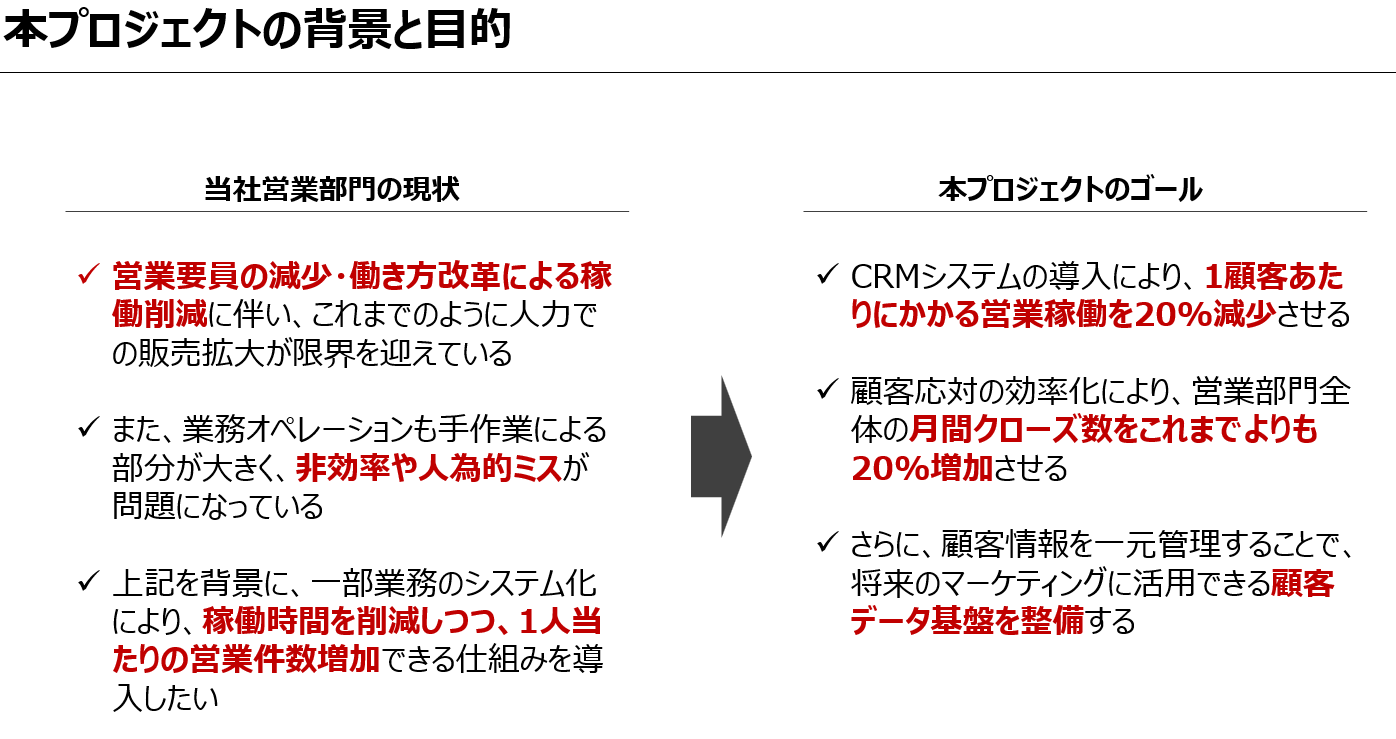 本プロジェクトの背景と目的
当社営業部門の現状
営業要員の減少・働き方改革による稼
働削減に伴い、これまでのように人力で
の販売拡大が限界を迎えている
また、業務オペレーションも手作業による
部分が大きく、非効率や人為的ミスが
問題になっている
上記を背景に、一部業務のシステム化
により、稼働時間を削減しつつ、1人当
たりの営業件数増加できる仕組みを導
入したい
本プロジェクトのゴール
CRMシステムの導入により、1顧客あた
りにかかる営業稼働を20%減少させる
顧客応対の効率化により、営業部門全
体の月間クローズ数をこれまでよりも
20%増加させる
さらに、顧客情報を一元管理することで、
将来のマーケティングに活用できる顧客
データ基盤を整備する